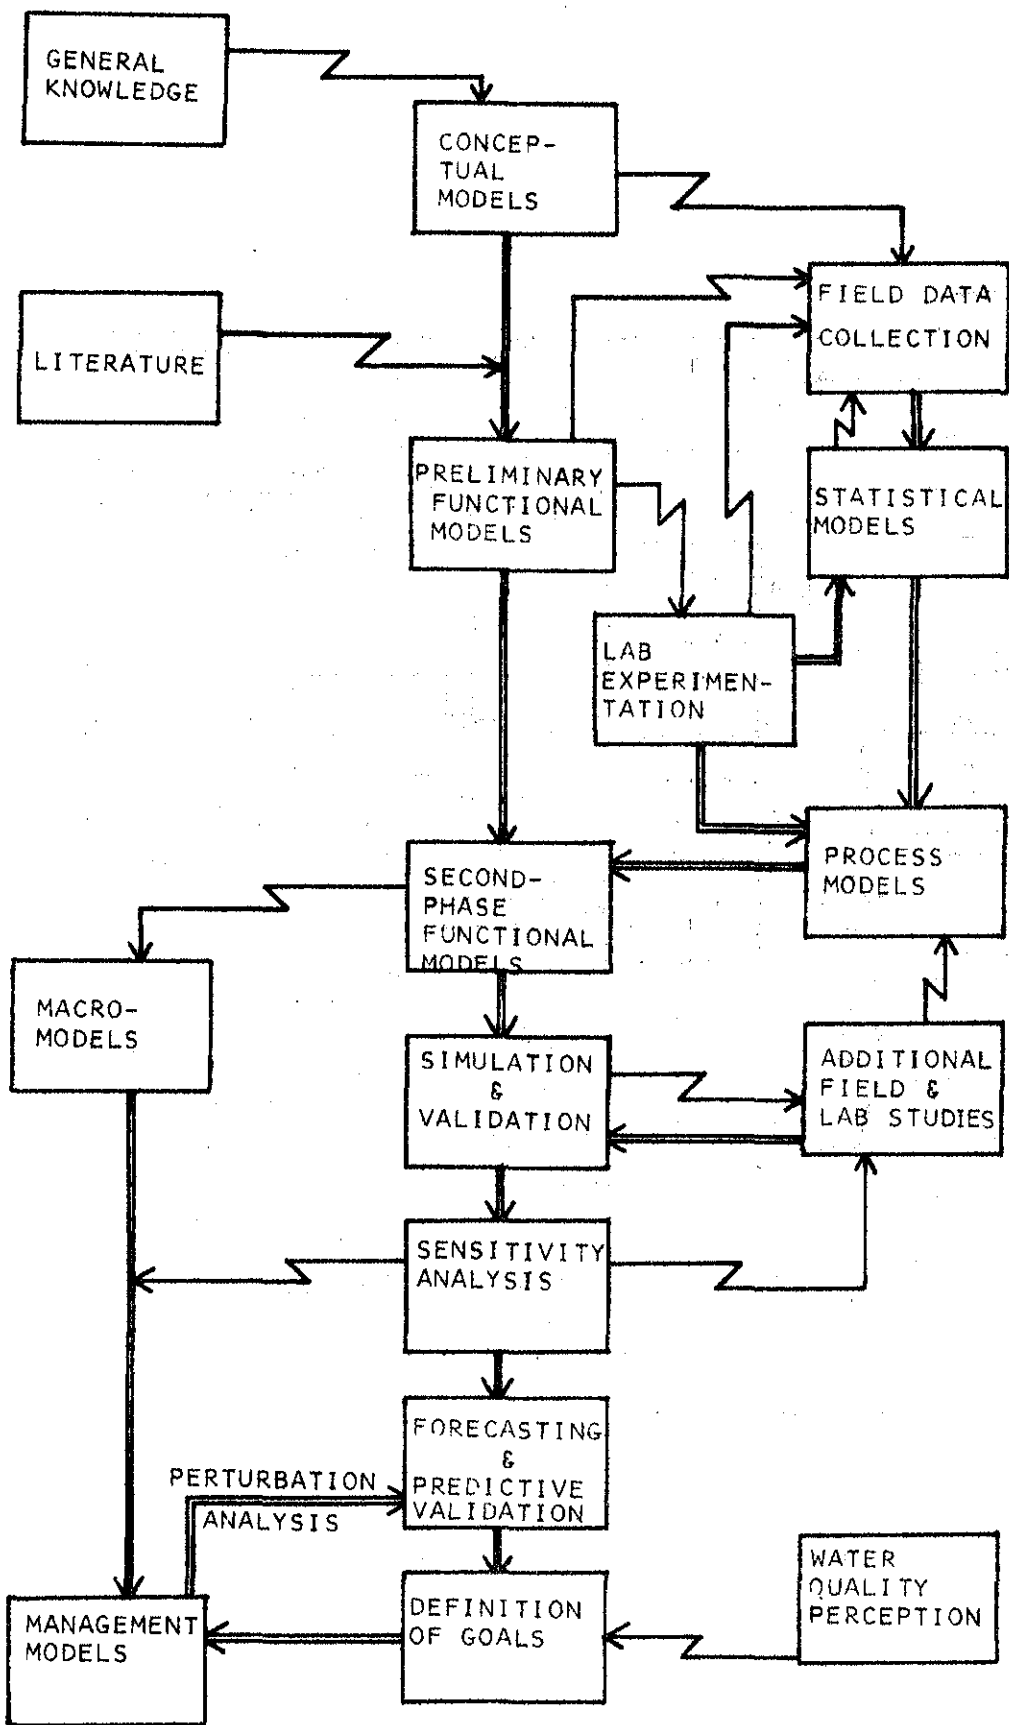 GENERAL
KNOWLEDGE
CONCEP-
TUAL
MODELS
FIELD DATA
COLLECTION
LITERATURE
PRELIMINARY
FUNCTIONAL
MODELS
STATISTICAL
MODELS
LAB
EXPERIMEN-
TATION
PROCESS
MODELS
SECOND-
PHASE
FUNCTIONAL
MODELS
MACRO-
MODELS
SIMULATION
&
VALIDATION
ADDITIONAL
FIELD &
LAB STUDIES
SENSITIVITY
ANALYSIS
FORECASTING
&
PREDICTIVE
VALIDATION
PERTURBATION
ANALYSIS
WATER
QUALITY
PERCEPTION
DEFINITION
OF GOALS
MANAGEMENT
MODELS